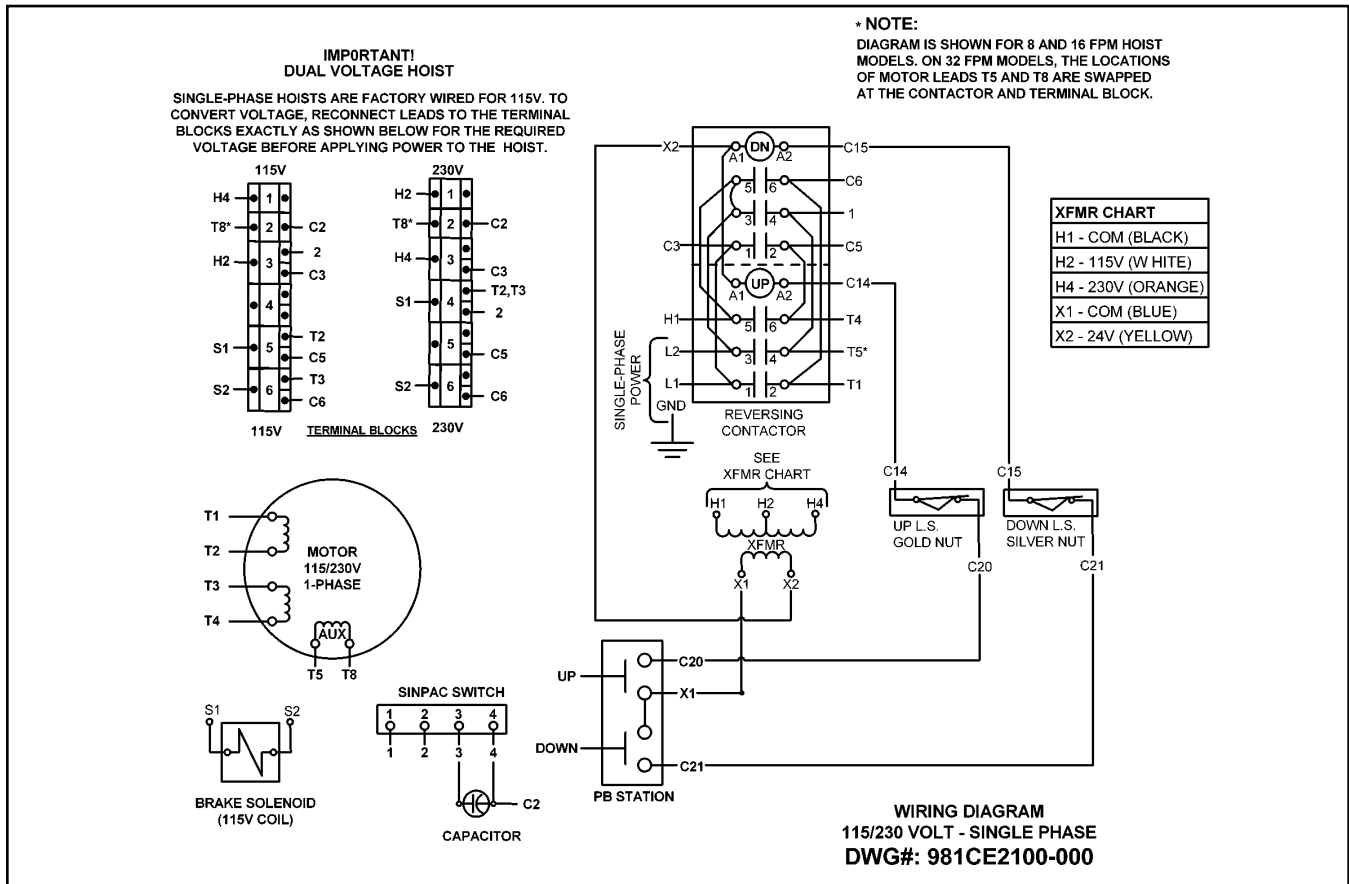 * NOTE:
DIAGRAM IS SHOWN FOR 8 AND 16 FPM HOIST
MODELS. ON 32 FPM MODELS, THE LOCATIONS
OF MOTOR LEADS T5 AND T8 ARE SWAPPED
AT THE CONTACTOR AND TERMINAL BLOCK.
IMP0RTANT!
DUAL VOLTAGE HOIST
SINGLE-PHASE HOISTS ARE FACTORY WIRED FOR 115V. TO
CONVERT VOLTAGE, RECONNECT LEADS TO THE TERMINAL
BLOCKS EXACTLY AS SHOWN BELOW FOR THE REQUIRED
VOLTAGE BEFORE APPLYING POWER TO THE HOIST.
115V
H4 1
T8* 2 C2
2
H2 3
C3
4
T2
S1 5
C5
T3
S2 6
C6
115V
230V
H2 1
T8* 2 C2
H4 3
C3
T2,T3
S1 4
2
5
C5
S2 6
C6
230V
TERMINAL BLOCKS
X2 A1 DN A2 C15
5 6 C6
3 4 1
C3 1 2 C5
A1 UP A2 C14
H1 5 6 T4
L2 3 4 T5*
L1 1 2 T1
SINGLE-PHASE
POWER
GND
REVERSING
CONTACTOR
XFMR CHART
H1 - COM (BLACK)
H2 - 115V (W HITE)
H4 - 230V (ORANGE)
X1 - COM (BLUE)
X2 - 24V (YELLOW)
SEE
XFMR CHART
H1 H2 H4
XFMR
X1 X2
C14
UP L.S.
GOLD NUT
C20
C15
DOWN L.S.
SILVER NUT
C21
T1
T2
T3
T4
MOTOR
115/230V
1-PHASE
AUX
T5 T8
S1 S2
BRAKE SOLENOID
(115V COIL)
SINPAC SWITCH
1 2 3 4
1 2 3 4
C2
CAPACITOR
UP
C20
X1
DOWN
C21
PB STATION
WIRING DIAGRAM
115/230 VOLT - SINGLE PHASE
DWG#: 981CE2100-000